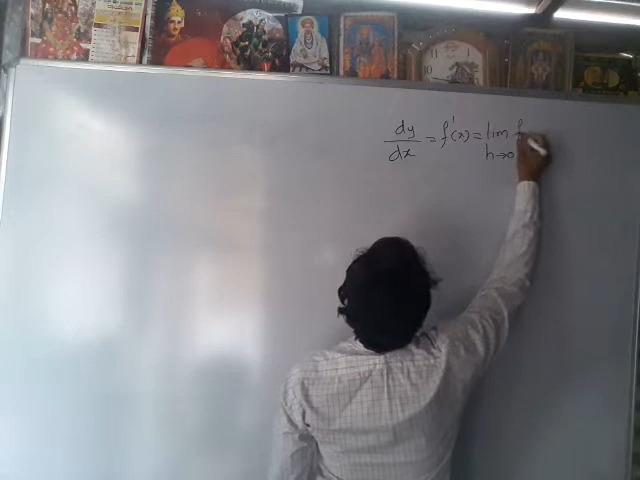 dy/dx = f'(x) = lim h→0 f